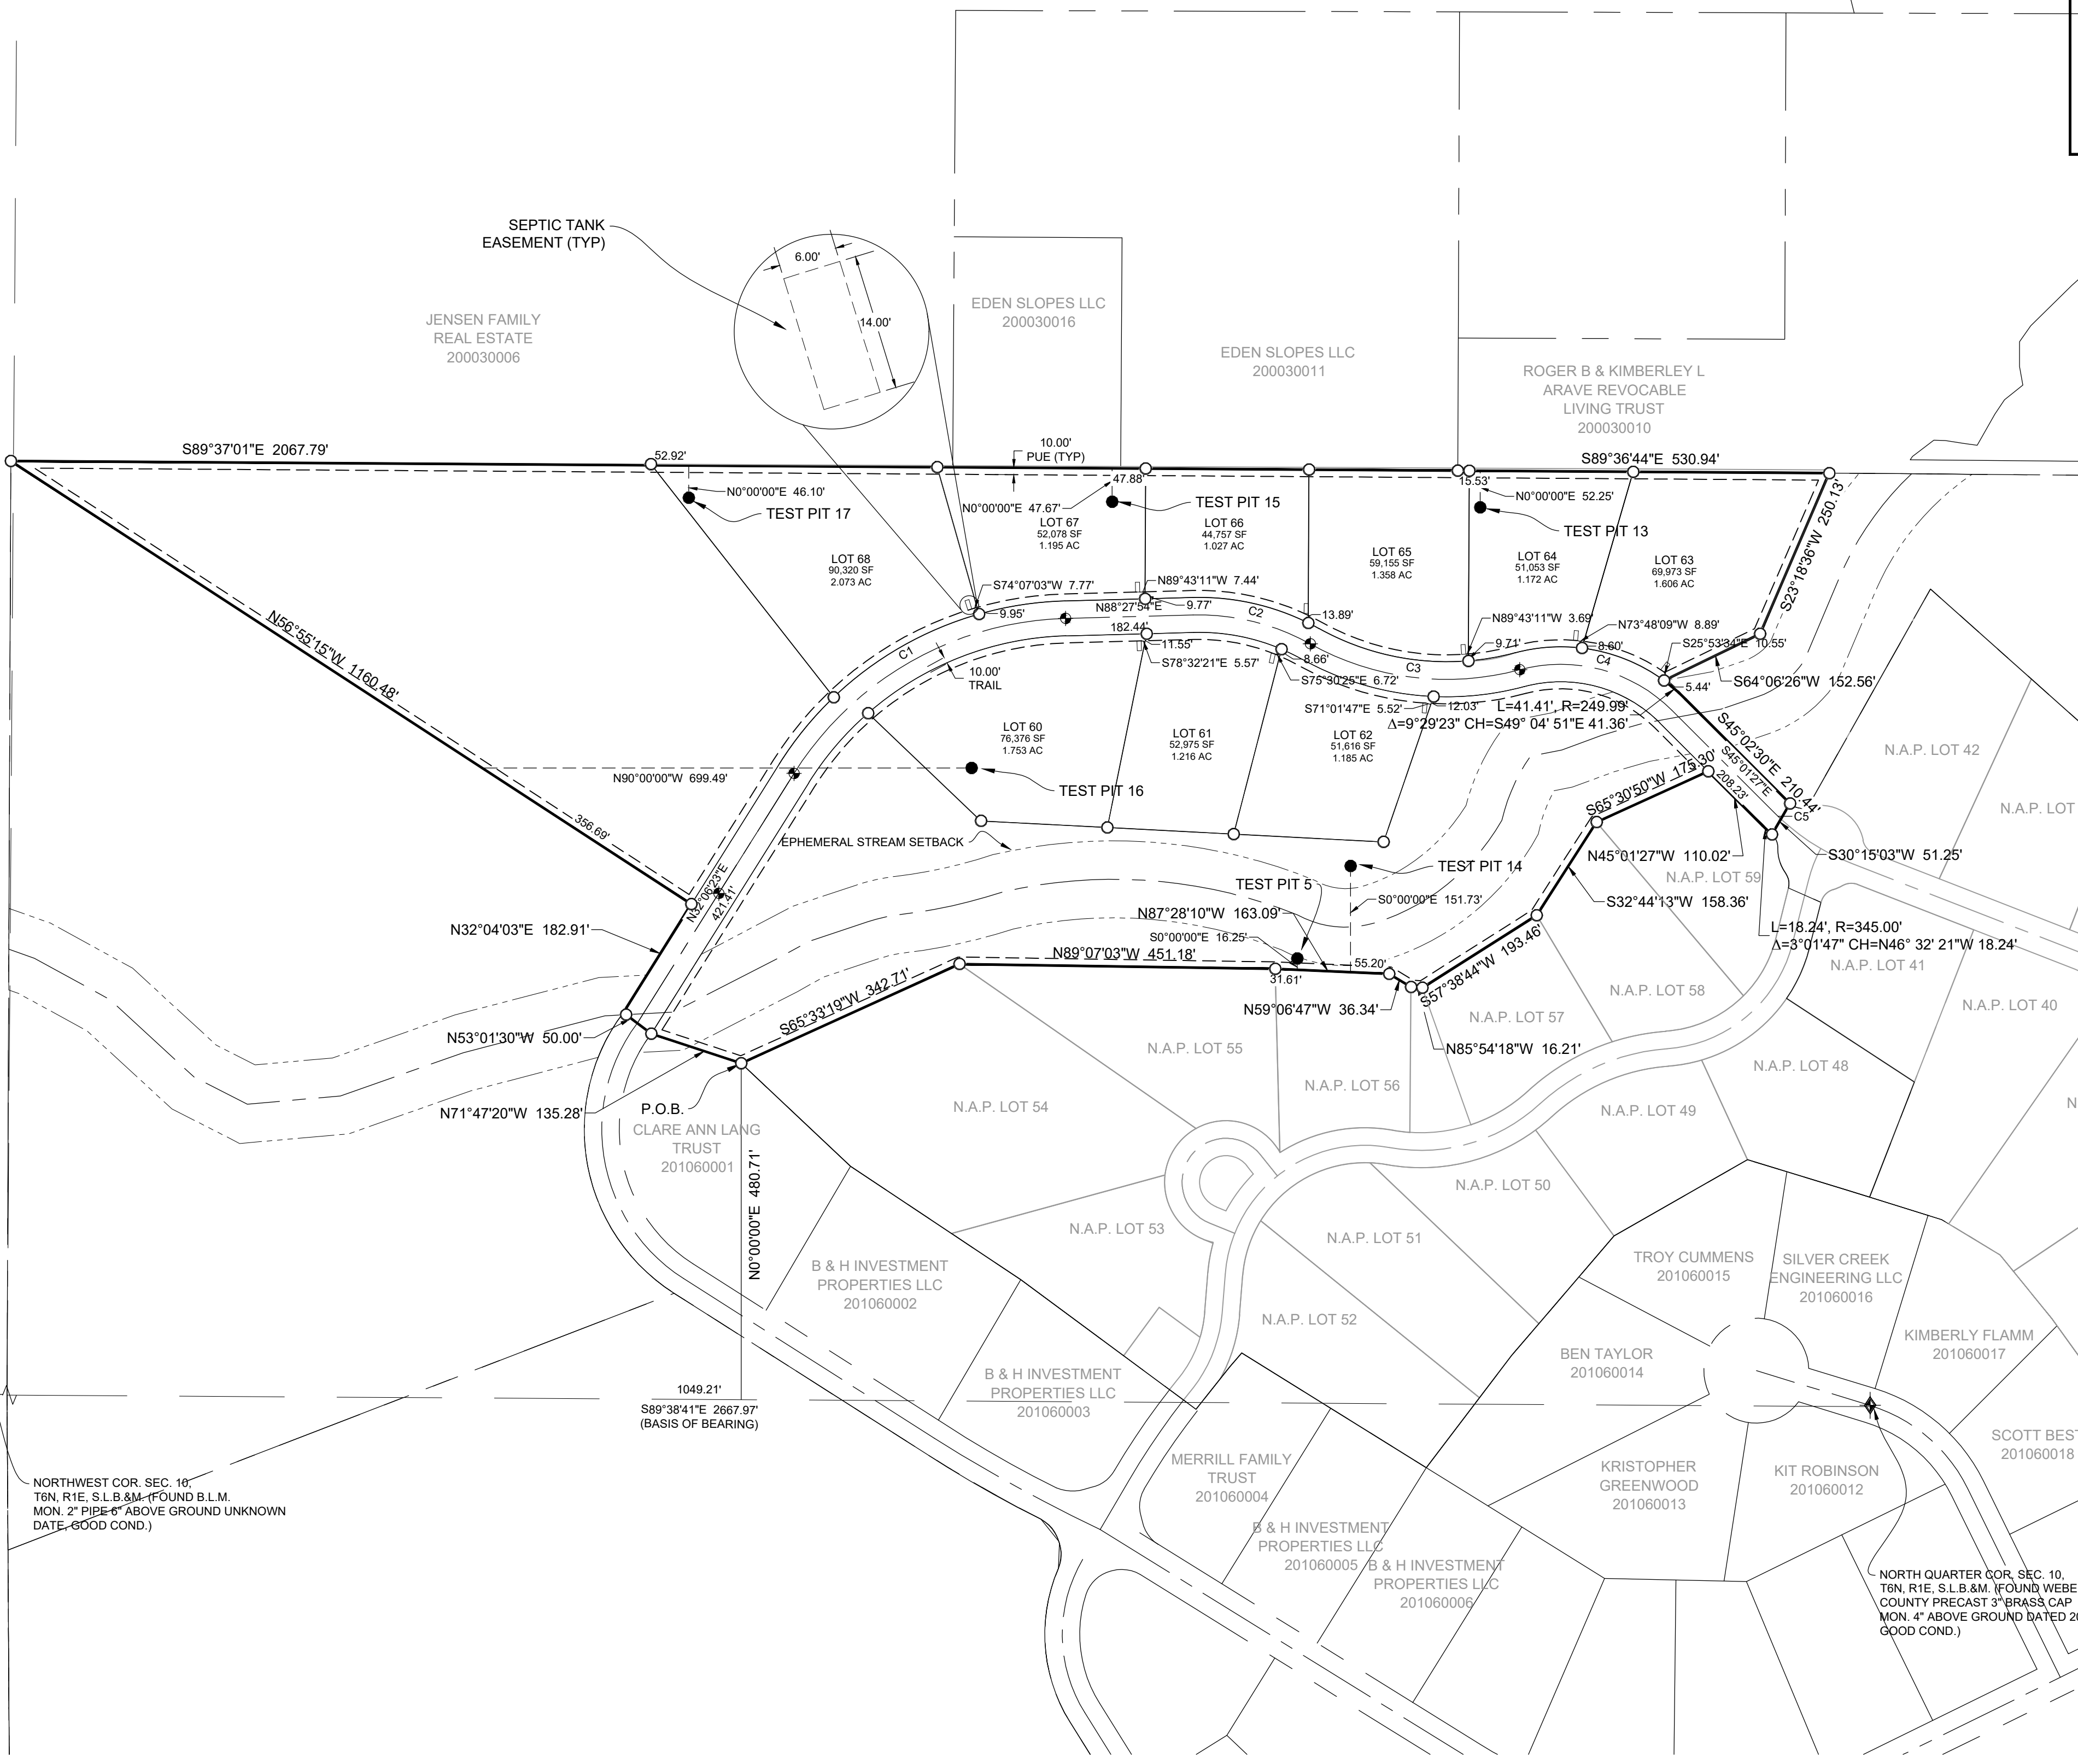 SEPTIC TANK
EASEMENT (TYP)
6.00'
14.00'
JENSEN FAMILY
REAL ESTATE
200030006
EDEN SLOPES LLC
200030016
EDEN SLOPES LLC
200030011
ROGER B & KIMBERLEY L
ARAVE REVOCABLE
LIVING TRUST
200030010
S89°37'01"E 2067.79'
52.92'
10.00'
PUE (TYP)
S89°36'44"E 530.94'
47.88'
15.53'
N0°00'00"E 46.10'
TEST PIT 17
N0°00'00"E 47.67'
TEST PIT 15
N0°00'00"E 52.25'
TEST PIT 13
S23°18'36"W 250.13'
LOT 68
90,320 SF
2.073 AC
LOT 67
52,078 SF
1.195 AC
LOT 66
44,757 SF
1.027 AC
LOT 65
59,155 SF
1.358 AC
LOT 64
51,053 SF
1.172 AC
LOT 63
69,973 SF
1.606 AC
S74°07'03"W 7.77'
9.95'
N89°43'11"W 7.44'
9.77'
N88°27'54"E
182.44'
C1
C2
C3
C4
13.89'
N89°43'11"W 3.69'
9.71'
N73°48'09"W 8.89'
8.60'
S25°53'34"E 10.55'
5.44'
S64°06'26"W 152.56'
11.55'
S78°32'21"E 5.57'
8.66'
S75°30'25"E 6.72'
S71°01'47"E 5.52'
12.03'
L=41.41', R=249.99'
Δ=9°29'23" CH=S49° 04' 51"E 41.36'
10.00'
TRAIL
N56°55'15"W 1160.48'
356.69'
LOT 60
76,376 SF
1.753 AC
LOT 61
52,975 SF
1.216 AC
LOT 62
51,616 SF
1.185 AC
S45°02'30"E 210.44'
S45°01'27"E
208.23'
C5
N90°00'00"W 699.49'
TEST PIT 16
S65°30'50"W 175.30'
EPHEMERAL STREAM SETBACK
N45°01'27"W 110.02'
S30°15'03"W 51.25'
N.A.P. LOT 42
N.A.P. LOT
N.A.P. LOT 59
TEST PIT 14
TEST PIT 5
S0°00'00"E 151.73'
N87°28'10"W 163.09'
S0°00'00"E 16.25'
S32°44'13"W 158.36'
L=18.24', R=345.00'
Δ=3°01'47" CH=N46° 32' 21"W 18.24'
N32°06'23"E
421.41'
N32°04'03"E 182.91'
N89°07'03"W 451.18'
31.61'
55.20'
S65°33'19"W 342.71'
N59°06'47"W 36.34'
S57°38'44"W 193.46'
N85°54'18"W 16.21'
N53°01'30"W 50.00'
N71°47'20"W 135.28'
P.O.B.
N.A.P. LOT 41
N.A.P. LOT 58
N.A.P. LOT 57
N.A.P. LOT 40
N.A.P. LOT 55
N.A.P. LOT 56
N.A.P. LOT 48
N.A.P. LOT 54
N.A.P. LOT 49
N
CLARE ANN LANG
TRUST
201060001
N0°00'00"E 480.71'
N.A.P. LOT 50
N.A.P. LOT 53
N.A.P. LOT 51
N.A.P. LOT 52
B & H INVESTMENT
PROPERTIES LLC
201060002
TROY CUMMENS
201060015
SILVER CREEK
ENGINEERING LLC
201060016
KIMBERLY FLAMM
201060017
BEN TAYLOR
201060014
B & H INVESTMENT
PROPERTIES LLC
201060003
1049.21'
S89°38'41"E 2667.97'
(BASIS OF BEARING)
SCOTT BEST
201060018
MERRILL FAMILY
TRUST
201060004
KRISTOPHER
GREENWOOD
201060013
KIT ROBINSON
201060012
NORTHWEST COR. SEC. 10,
T6N, R1E, S.L.B.&M. (FOUND B.L.M.
MON. 2" PIPE 6" ABOVE GROUND UNKNOWN
DATE, GOOD COND.)
B & H INVESTMENT
PROPERTIES LLC
201060005
B & H INVESTMENT
PROPERTIES LLC
201060006
NORTH QUARTER COR. SEC. 10,
T6N, R1E, S.L.B.&M. (FOUND WEBE
COUNTY PRECAST 3" BRASS CAP
MON. 4" ABOVE GROUND DATED 20
GOOD COND.)